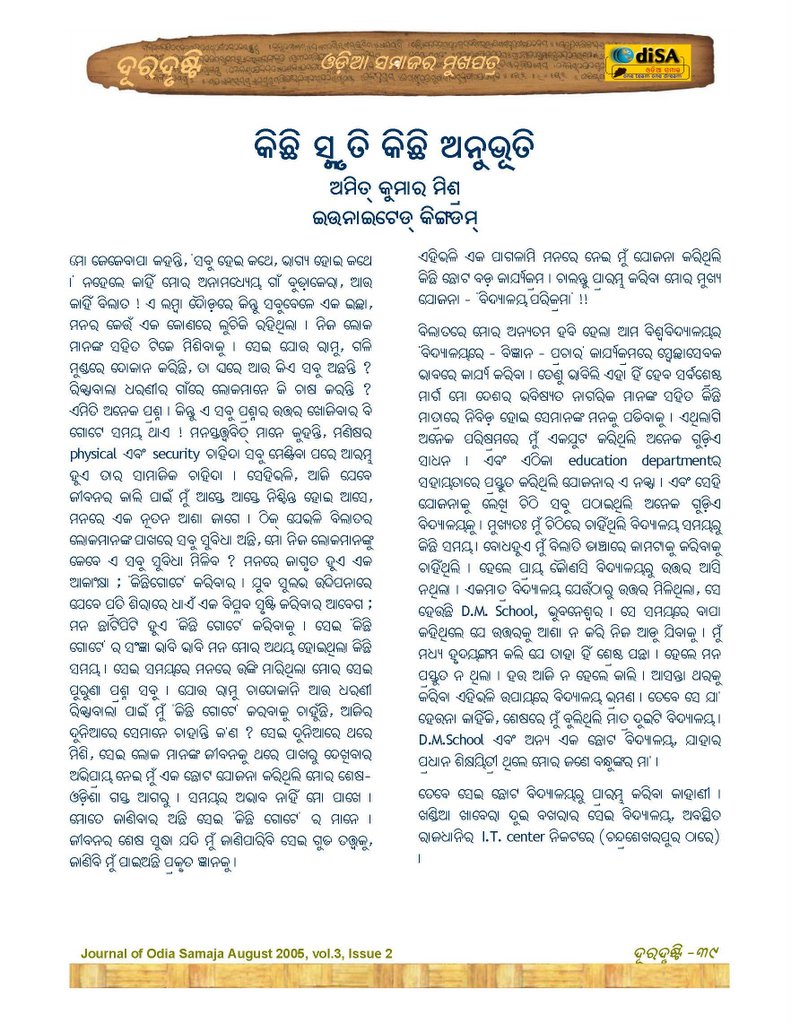 ଦୂରଦୃଷ୍ଟି
ଓଡ଼ିଆ ସମାଜର ମୁଖପତ୍ର
OdiSA
ଓଡ଼ିଆ ସମାଜ
one team one dream
କିଛି ସ୍ମୃତି କିଛି ଅନୁଭୂତି
ଅମିତ୍ କୁମାର ମିଶ୍ର
ଇଉନାଇଟେଡ୍ କିଙ୍ଗଡମ୍
ମୋ ଜେଜେବାପା କହନ୍ତି, 'ସବୁ ହେଇ କଥେ, ଭାଗ୍ୟ ହୋଇ କଥେ
।' ନହେଲେ କାହିଁ ମୋର ଅନାମଧ୍ୟେୟ ଗାଁ ବୁଢ଼ାକେରା, ଆଉ
କାହିଁ ବିଲାତ ! ଏ ଲମ୍ବା ଦୌଡ଼ରେ କିନ୍ତୁ ସବୁବେଳେ ଏକ ଇଚ୍ଛା,
ମନର କେଉଁ ଏକ କୋଣରେ ଲୁଚିକି ରହିଥିଲା । ନିଜ ଲୋକ
ମାନଙ୍କ ସହିତ ଟିକେ ମିଶିବାକୁ । ସେଇ ଯୋଉ ରାମୁ, ଗଳି
ମୁଣ୍ଡରେ ଦୋକାନ କରିଛି, ତା ଘରେ ଆଉ କିଏ ସବୁ ଅଛନ୍ତି ?
ରିକ୍ସାବାଲା ଧରଣୀର ଗାଁରେ ଲୋକମାନେ କି ଚାଷ କରନ୍ତି ?
ଏମିତି ଅନେକ ପ୍ରଶ୍ନ । କିନ୍ତୁ ଏ ସବୁ ପ୍ରଶ୍ନର ଉତ୍ତର ଖୋଜିବାର ବି
ଗୋଟେ ସମୟ ଥାଏ ! ମନସ୍ତତ୍ତ୍ୱବିତ୍ ମାନେ କୁହନ୍ତି, ମଣିଷର
physical ଏବଂ security ଚାହିଦା ସବୁ ମେଣ୍ଟିବା ପରେ ଆରମ୍ଭ
ହୁଏ ତାର ସାମାଜିକ ଚାହିଦା । ସେହିଭଳି, ଆଜି ଯେବେ
ଜୀବନର କାଲି ପାଇଁ ମୁଁ ଆସ୍ତେ ଆସ୍ତେ ନିଶ୍ଚିନ୍ତ ହୋଇ ଆସେ,
ମନରେ ଏକ ନୂତନ ଆଶା ଜାଗେ । ଠିକ୍ ଯେଭଳି ବିଲାତର
ଲୋକମାନଙ୍କ ପାଖରେ ସବୁ ସୁବିଧା ଅଛି, ମୋ ନିଜ ଲୋକମାନଙ୍କୁ
କେବେ ଏ ସବୁ ସୁବିଧା ମିଳିବ ? ମନରେ ଜାଗୃତ ହୁଏ ଏକ
ଆକାଂକ୍ଷା ; 'କିଛିଗୋଟେ' କରିବାର । ଯୁବ ସୁଲଭ ଉଦ୍ଦିପନାରେ
ଯେବେ ପ୍ରତି ଶିରାରେ ଧାଏଁ ଏକ ବିପ୍ଳବ ସୃଷ୍ଟି କରିବାର ଆବେଗ ;
ମନ ଛାଟିପିଟି ହୁଏ 'କିଛି ଗୋଟେ' କରିବାକୁ । ସେଇ 'କିଛି
ଗୋଟେ' ର ସଂଜ୍ଞା ଭାବି ଭାବି ମନ ମୋର ଅଥୟ ହୋଇଥିଲା କିଛି
ସମୟ । ସେଇ ସମୟରେ ମନରେ ଉଙ୍କି ମାରିଥିଲା ମୋର ସେଇ
ପୁରୁଣା ପ୍ରଶ୍ନ ସବୁ । ଯୋଉ ରାମୁ ଚାଦୋକାନି ଆଉ ଧରଣୀ
ରିକ୍ସାବାଲା ପାଇଁ ମୁଁ 'କିଛି ଗୋଟେ' କରବାକୁ ଚାହୁଁଛି, ଆଜିର
ଦୁନିଆରେ ସେମାନେ ଚାହାନ୍ତି କ'ଣ ? ସେଇ ଦୁନିଆରେ ଥରେ
ମିଶି, ସେଇ ଲୋକ ମାନଙ୍କ ଜୀବନକୁ ଥରେ ପାଖରୁ ଦେଖିବାର
ଅଭିପ୍ରାୟ ନେଇ ମୁଁ ଏକ ଛୋଟ ଯୋଜନା କରିଥିଲି ମୋର ଶେଷ-
ଓଡ଼ିଶା ଗସ୍ତ ଆଗରୁ । ସମୟର ଅଭାବ ନାହିଁ ମୋ ପାଖେ ।
ମୋତେ ଜାଣିବାର ଅଛି ସେଇ 'କିଛି ଗୋଟେ' ର ମାନେ ।
ଜୀବନର ଶେଷ ସୁଦ୍ଧା ଯଦି ମୁଁ ଜାଣିପାରିବି ସେଇ ଗୁଢ ତତ୍ତ୍ୱକୁ,
ଜାଣିବି ମୁଁ ପାଇଅଛି ପ୍ରକୃତ ଜ୍ଞାନକୁ ।
ଏହିଭଳି ଏକ ପାଗଳାମି ମନରେ ନେଇ ମୁଁ ଯୋଜନା କରିଥିଲି
କିଛି ଛୋଟ ବଡ଼ କାର୍ଯ୍ୟକ୍ରମ । ଚାଲନ୍ତୁ ପ୍ରାରମ୍ଭ କରିବା ମୋର ମୁଖ୍ୟ
ଯୋଜନା - 'ବିଦ୍ୟାଳୟ ପରିକ୍ରମା' !!
ବିଲାତରେ ମୋର ଅନ୍ୟତମ ହବି ହେଲା ଆମ ବିଶ୍ୱବିଦ୍ୟାଳୟର
'ବିଦ୍ୟାଳୟରେ - ବିଜ୍ଞାନ - ପ୍ରଚାର' କାର୍ଯ୍ୟକ୍ରମରେ ସ୍ୱେଚ୍ଛାସେବକ
ଭାବରେ କାର୍ଯ୍ୟ କରିବା । ତେଣୁ ଭାବିଲି ଏହା ହିଁ ହେବ ସର୍ବଶେଷ
ମାର୍ଗ ମୋ ଦେଶର ଭବିଷ୍ୟତ ନାଗରିକ ମାନଙ୍କ ସହିତ କିଛି
ମାତ୍ରାରେ ନିବିଡ଼ ହୋଇ ସେମାନଙ୍କ ମନକୁ ପଢିବାକୁ । ଏଥିଲାଗି
ଅନେକ ପରିଶ୍ରମରେ ମୁଁ ଏକଯୁଟ କରିଥିଲି ଅନେକ ଗୁଡ଼ିଏ
ସାଧନ । ଏବଂ ଏଠିକା education departmentର
ସହାୟତାରେ ପ୍ରସ୍ତୁତ କରିଥିଲି ଯୋଜନାର ଏ ନକ୍ସା । ଏବଂ ସେହି
ଯୋଜନାକୁ ଲେଖି ଚିଠି ସବୁ ପଠାଇଥିଲି ଅନେକ ଗୁଡ଼ିଏ
ବିଦ୍ୟାଳୟକୁ । ମୁଖ୍ୟତଃ ମୁଁ ଚିଠିରେ ଚାହିଁଥିଲି ବିଦ୍ୟାଳୟ ସମୟରୁ
କିଛି ସମୟ । ବୋଧହୁଏ ମୁଁ ବିଲାତି ଢାଞ୍ଚାରେ କାମଟାକୁ କରିବାକୁ
ଚାହିଁଥିଲି । ହେଲେ ପ୍ରାୟ କୌଣସି ବିଦ୍ୟାଳୟରୁ ଉତ୍ତର ଆସି
ନଥିଲା । ଏକମାତ୍ର ବିଦ୍ୟାଳୟ ଯେଉଁଠାରୁ ଉତ୍ତର ମିଳିଥିଲା, ସେ
ହେଉଛି D.M. School, ଭୁବନେଶ୍ୱର । ସେ ସମୟରେ ବାପା
କହିଥିଲେ ଯେ ଉତ୍ତରକୁ ଆଶା ନ କରି ନିଜ ଆଡୁ ଯିବାକୁ । ମୁଁ
ମଧ୍ୟ ହୃଦୟଙ୍ଗମ କଲି ଯେ ତାହା ହିଁ ଶ୍ରେଷ୍ଠ ପନ୍ଥା । ହେଲେ ମନ
ପ୍ରସ୍ତୁତ ନ ଥିଲା । ହଉ ଆଜି ନ ହେଲେ କାଲି । ଆସନ୍ତା ଥରକୁ
କରିବା ଏହିଭଳି ଉପାୟରେ ବିଦ୍ୟାଳୟ ଭ୍ରମଣ । ତେବେ ସେ ଯା'
ହେଉନା କାହିଁକି, ଶେଷରେ ମୁଁ ବୁଲିଥିଲି ମାତ୍ର ଦୁଇଟି ବିଦ୍ୟାଳୟ ।
D.M.School ଏବଂ ଅନ୍ୟ ଏକ ଛୋଟ ବିଦ୍ୟାଳୟ, ଯାହାର
ପ୍ରଧାନ ଶିକ୍ଷୟିତ୍ରୀ ଥିଲେ ମୋର ଜଣେ ବନ୍ଧୁଙ୍କର ମା' ।
ତେବେ ସେଇ ଛୋଟ ବିଦ୍ୟାଳୟରୁ ପ୍ରାରମ୍ଭ କରିବା କାହାଣୀ ।
ଖଣ୍ଡିଆ ଖାବେରା ଦୁଇ ବଖରାର ସେଇ ବିଦ୍ୟାଳୟ, ଅବସ୍ଥିତ
ରାଜଧାନିର I.T. center ନିକଟରେ (ଚନ୍ଦ୍ରଶେଖରପୁର ଠାରେ)
।
Journal of Odia Samaja August 2005, vol.3, Issue 2
ଦୂରଦୃଷ୍ଟି - ୩୯